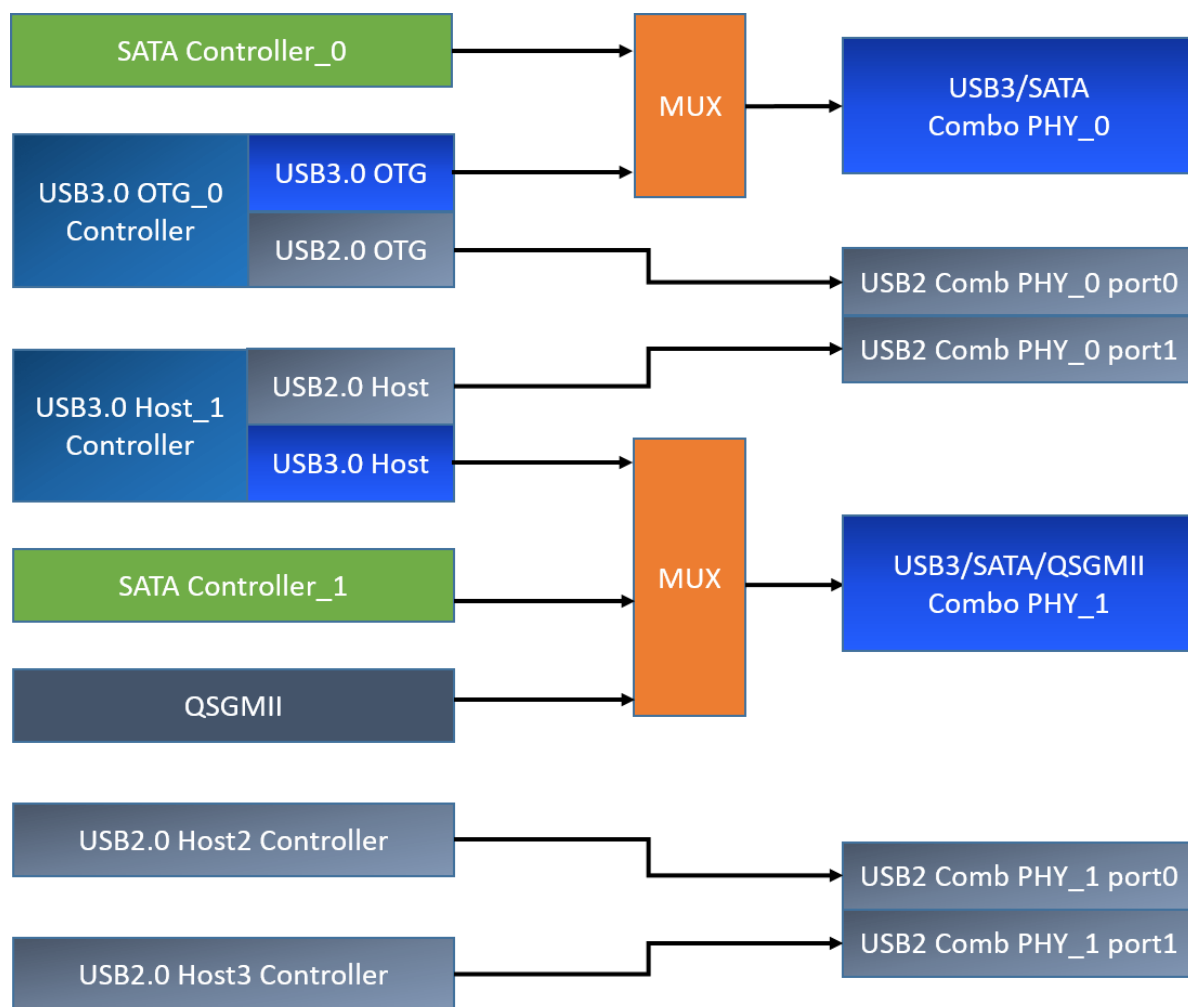 SATA Controller_0
MUX
USB3/SATA
Combo PHY_0
USB3.0 OTG_0
Controller
USB3.0 OTG
USB2.0 OTG
USB2 Comb PHY_0 port0
USB2 Comb PHY_0 port1
USB3.0 Host_1
Controller
USB2.0 Host
USB3.0 Host
SATA Controller_1
MUX
USB3/SATA/QSGMII
Combo PHY_1
QSGMII
USB2.0 Host2 Controller
USB2 Comb PHY_1 port0
USB2 Comb PHY_1 port1
USB2.0 Host3 Controller